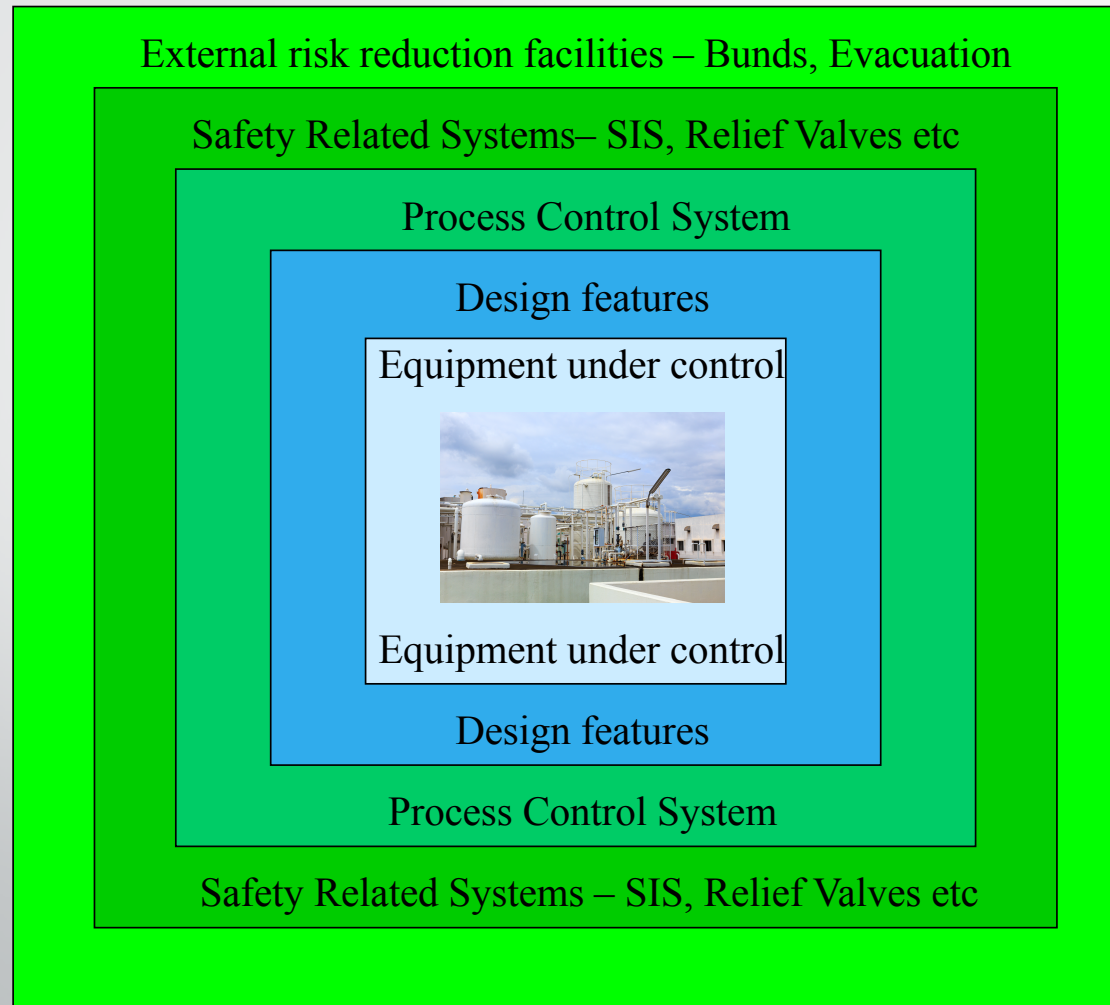 External risk reduction facilities – Bunds, Evacuation
Safety Related Systems– SIS, Relief Valves etc
Process Control System
Design features
Equipment under control
Equipment under control
Design features
Process Control System
Safety Related Systems – SIS, Relief Valves etc